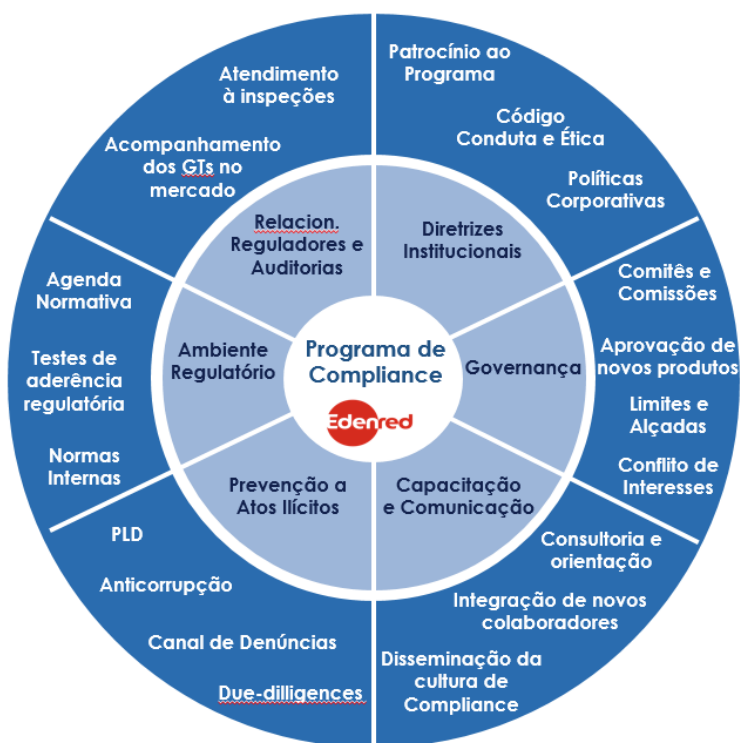 Patrocínio ao
Programa
Código
Conduta e Ética
Políticas
Corporativas
Atendimento
à inspeções
Acompanhamento
dos GTs no
mercado
Relacion.
Reguladores e
Auditorias
Diretrizes
Institucionais
Agenda
Normativa
Testes de
aderência
regulatória
Normas
Internas
Ambiente
Regulatório
Programa de
Compliance
Edenred
Governança
Comitês e
Comissões
Aprovação de
novos produtos
Limites e
Alçadas
Conflito de
Interesses
Prevenção a
Atos Ilícitos
Capacitação
e Comunicação
PLD
Anticorrupção
Canal de Denúncias
Due-dilligences
Consultoria e
orientação
Integração de novos
colaboradores
Disseminação da
cultura de
Compliance